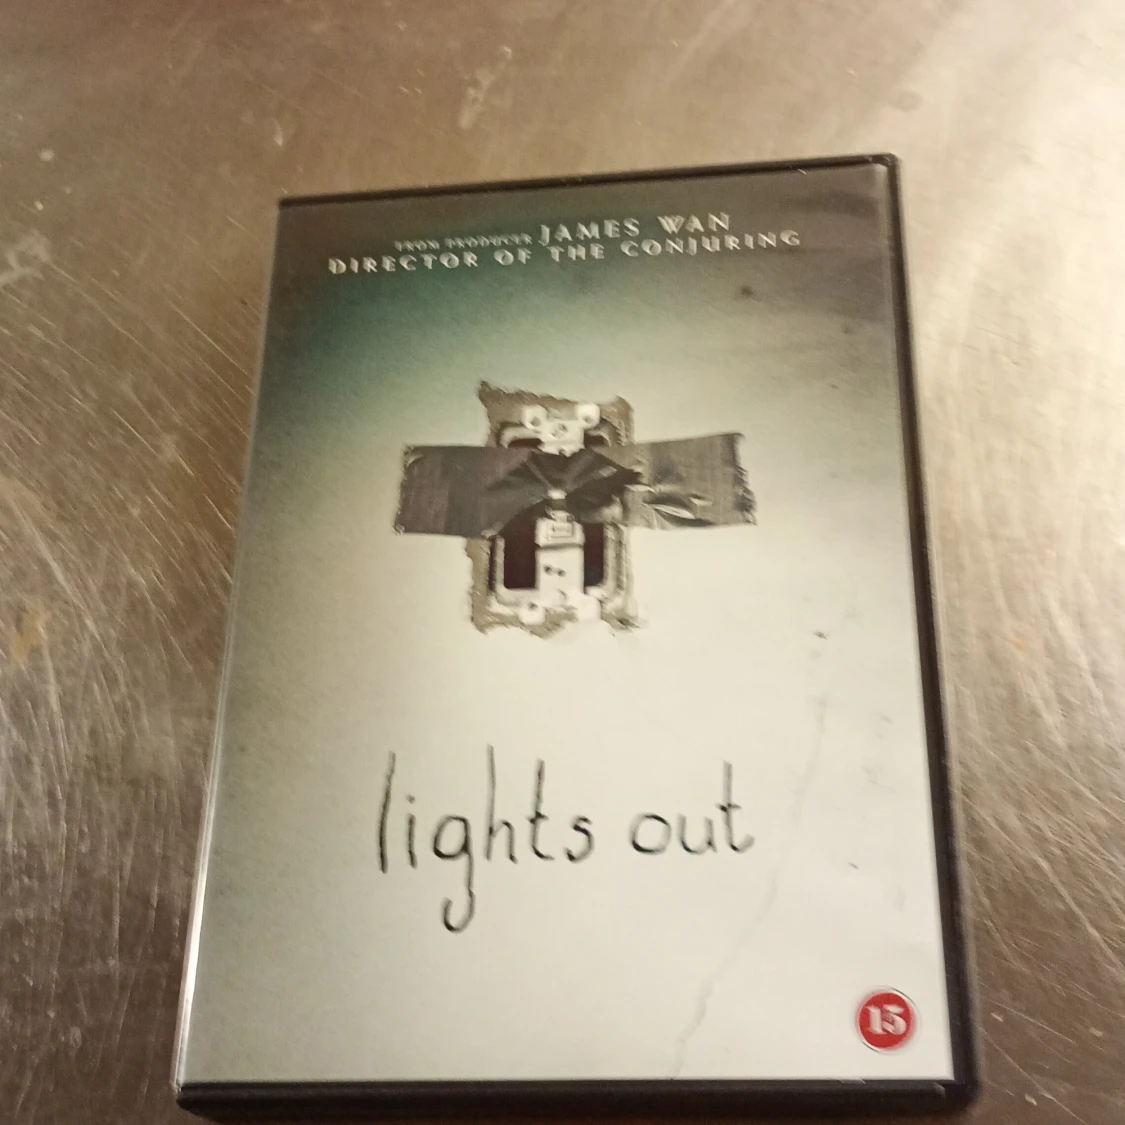 FROM PRODUCER JAMES WAN
DIRECTOR OF THE CONJURING
lights out
15